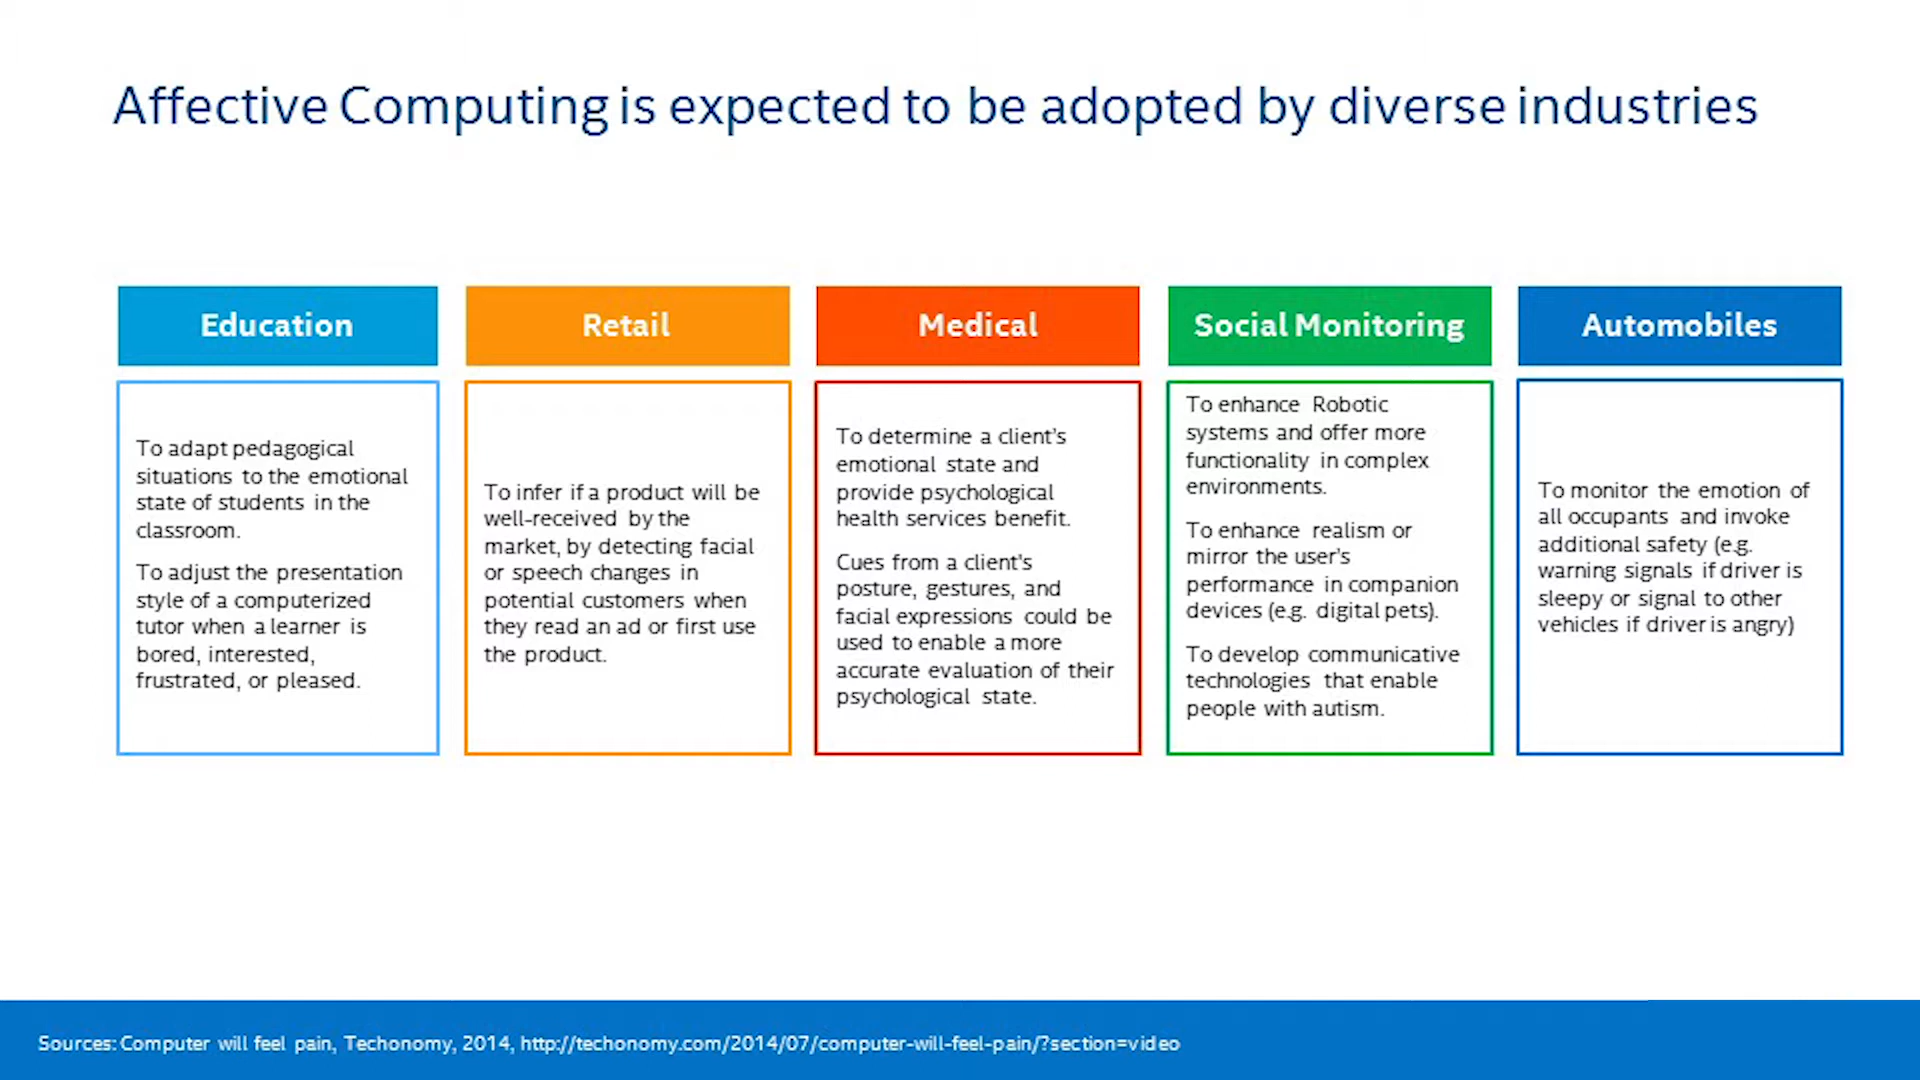 Affective Computing is expected to be adopted by diverse industries
Education
To adapt pedagogical
situations to the emotional
state of students in the
classroom.
To adjust the presentation
style of a computerized
tutor when a learner is
bored, interested,
frustrated, or pleased.
Retail
To infer if a product will be
well-received by the
market, by detecting facial
or speech changes in
potential customers when
they read an ad or first use
the product.
Medical
To determine a client's
emotional state and
provide psychological
health services benefit.
Cues from a client's
posture, gestures, and
facial expressions could be
used to enable a more
accurate evaluation of their
psychological state.
Social Monitoring
To enhance Robotic
systems and offer more
functionality in complex
environments.
To enhance realism or
mirror the user's
performance in companion
devices (e.g. digital pets).
To develop communicative
technologies that enable
people with autism.
Automobiles
To monitor the emotion of
all occupants and invoke
additional safety (e.g.
warning signals if driver is
sleepy or signal to other
vehicles if driver is angry)
Sources: Computer will feel pain, Techonomy, 2014, http://techonomy.com/2014/07/computer-will-feel-pain/?section=video